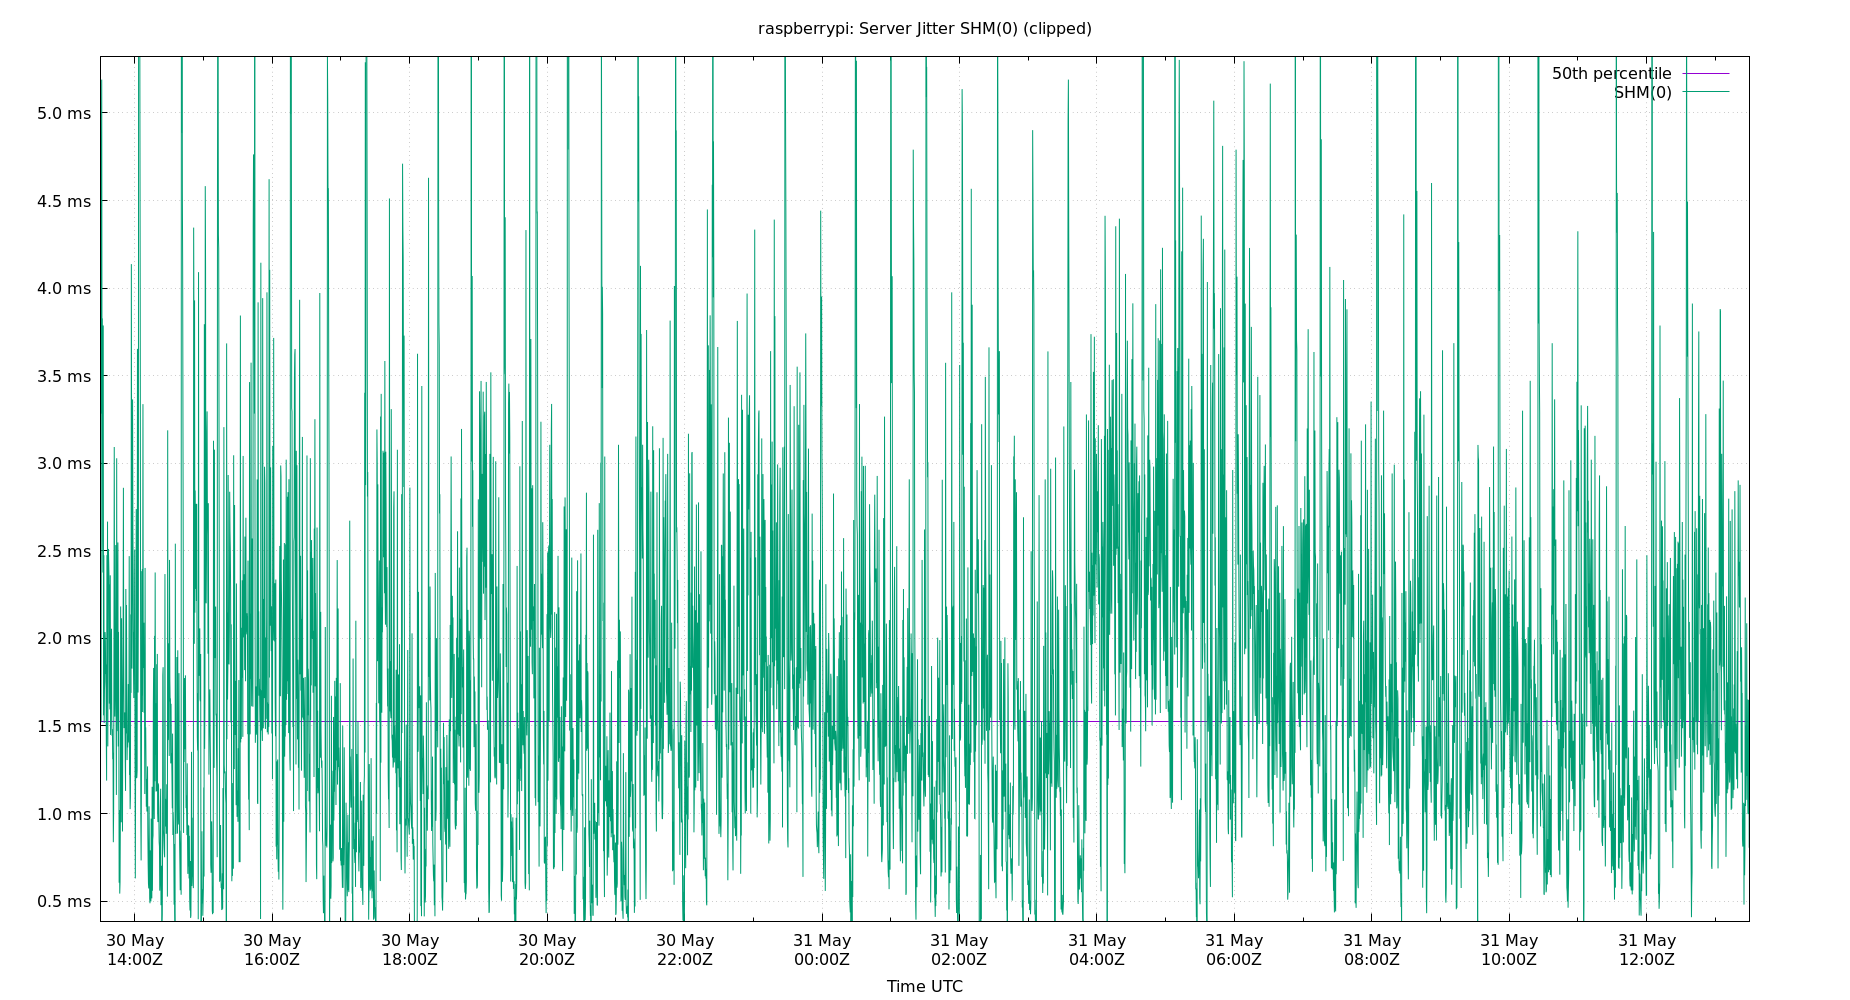 raspberrypi: Server Jitter SHM(0) (clipped)
50th percentile
SHM(0)
5.0 ms
4.5 ms
4.0 ms
3.5 ms
3.0 ms
2.5 ms
2.0 ms
1.5 ms
1.0 ms
0.5 ms
30 May 30 May 30 May 30 May 30 May 31 May 31 May 31 May 31 May 31 May 31 May 31 May
14:00Z 16:00Z 18:00Z 20:00Z 22:00Z 00:00Z 02:00Z 04:00Z 06:00Z 08:00Z 10:00Z 12:00Z
Time UTC